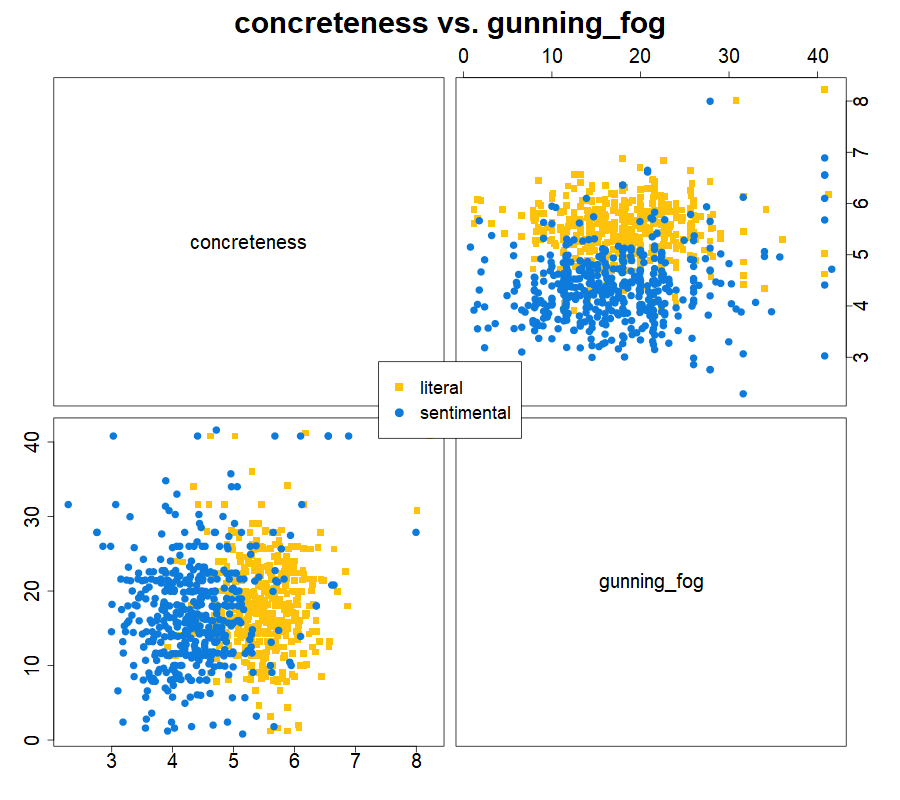 concreteness vs. gunning_fog
0 10 20 30 40
concreteness
8
7
6
5
4
3
literal
sentimental
40
30
20
10
0
gunning_fog
3 4 5 6 7 8